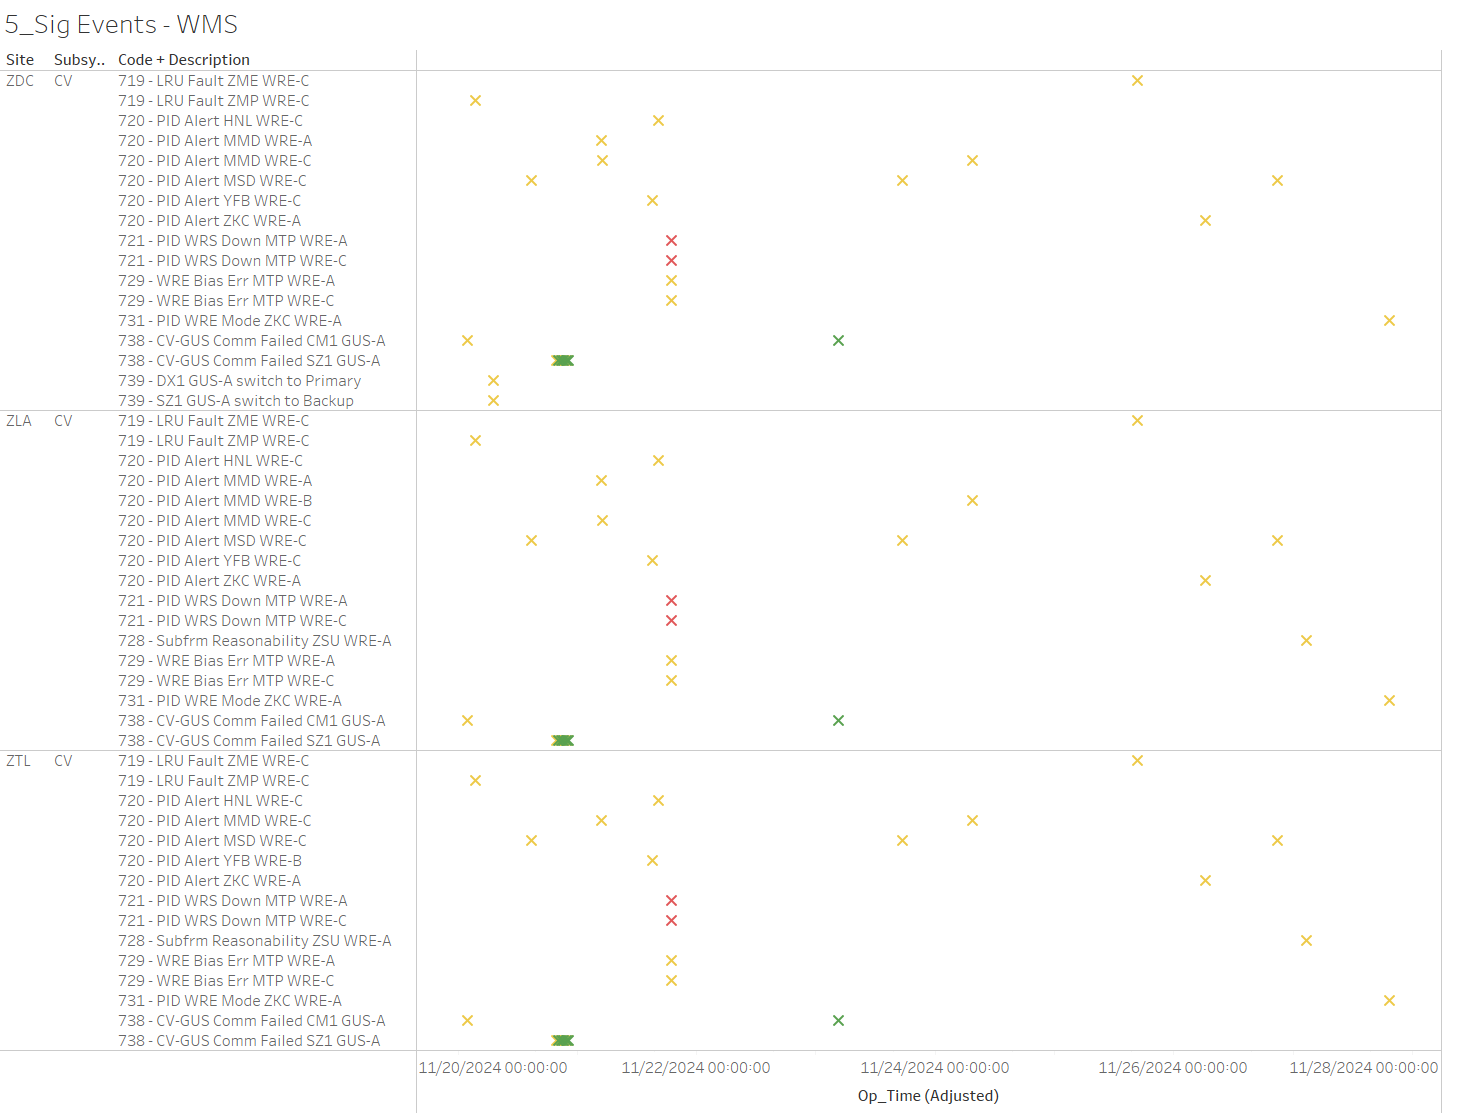 5_Sig Events - WMS
Site Subsy.. Code + Description
ZDC CV 719 - LRU Fault ZME WRE-C
719 - LRU Fault ZMP WRE-C
720 - PID Alert HNL WRE-C
720 - PID Alert MMD WRE-A
720 - PID Alert MMD WRE-C
720 - PID Alert MSD WRE-C
720 - PID Alert YFB WRE-C
720 - PID Alert ZKC WRE-A
721 - PID WRS Down MTP WRE-A
721 - PID WRS Down MTP WRE-C
729 - WRE Bias Err MTP WRE-A
729 - WRE Bias Err MTP WRE-C
731 - PID WRE Mode ZKC WRE-A
738 - CV-GUS Comm Failed CM1 GUS-A
738 - CV-GUS Comm Failed SZ1 GUS-A
739 - DX1 GUS-A switch to Primary
739 - SZ1 GUS-A switch to Backup
ZLA CV 719 - LRU Fault ZME WRE-C
719 - LRU Fault ZMP WRE-C
720 - PID Alert HNL WRE-C
720 - PID Alert MMD WRE-A
720 - PID Alert MMD WRE-B
720 - PID Alert MMD WRE-C
720 - PID Alert MSD WRE-C
720 - PID Alert YFB WRE-C
720 - PID Alert ZKC WRE-A
721 - PID WRS Down MTP WRE-A
721 - PID WRS Down MTP WRE-C
728 - Subfrm Reasonability ZSU WRE-A
729 - WRE Bias Err MTP WRE-A
729 - WRE Bias Err MTP WRE-C
731 - PID WRE Mode ZKC WRE-A
738 - CV-GUS Comm Failed CM1 GUS-A
738 - CV-GUS Comm Failed SZ1 GUS-A
ZTL CV 719 - LRU Fault ZME WRE-C
719 - LRU Fault ZMP WRE-C
720 - PID Alert HNL WRE-C
720 - PID Alert MMD WRE-C
720 - PID Alert MSD WRE-C
720 - PID Alert YFB WRE-B
720 - PID Alert ZKC WRE-A
721 - PID WRS Down MTP WRE-A
721 - PID WRS Down MTP WRE-C
728 - Subfrm Reasonability ZSU WRE-A
729 - WRE Bias Err MTP WRE-A
729 - WRE Bias Err MTP WRE-C
731 - PID WRE Mode ZKC WRE-A
738 - CV-GUS Comm Failed CM1 GUS-A
738 - CV-GUS Comm Failed SZ1 GUS-A
11/20/2024 00:00:00 11/22/2024 00:00:00 11/24/2024 00:00:00 11/26/2024 00:00:00 11/28/2024 00:00:00
Op_Time (Adjusted)